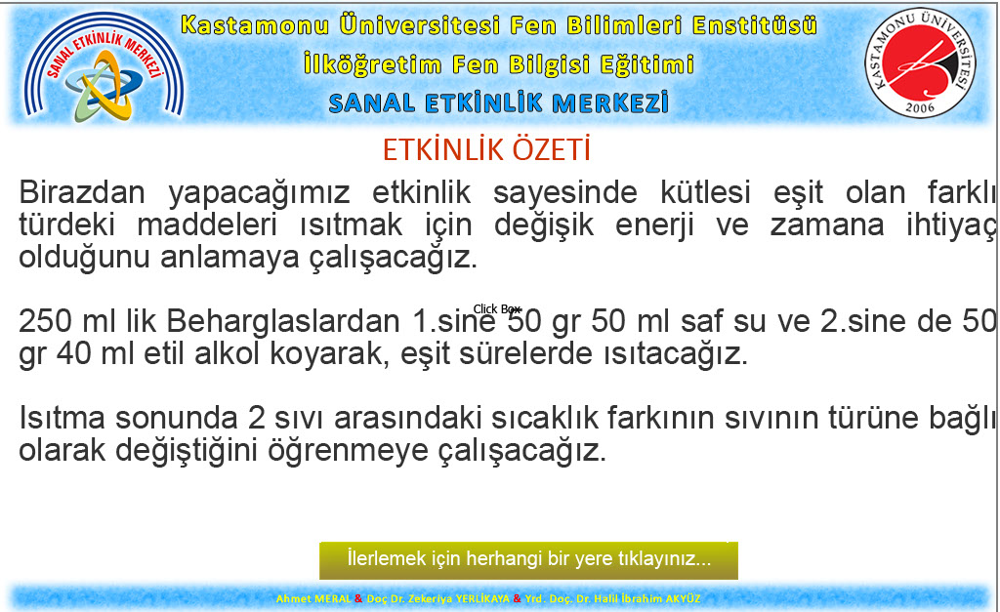 SANAL ETKİNLİK MERKEZİ
Kastamonu Üniversitesi Fen Bilimleri Enstitüsü
İlköğretim Fen Bilgisi Eğitimi
SANAL ETKİNLİK MERKEZİ
KASTAMONU ÜNİVERSİTESİ
2006
ETKİNLİK ÖZETİ
Birazdan yapacağımız etkinlik sayesinde kütlesi eşit olan farklı
türdeki maddeleri ısıtmak için değişik enerji ve zamana ihtiyaç
olduğunu anlamaya çalışacağız.
Click Box
250 ml lik Beharglaslardan 1.sine 50 gr 50 ml saf su ve 2.sine de 50
gr 40 ml etil alkol koyarak, eşit sürelerde ısıtacağız.
Isıtma sonunda 2 sıvı arasındaki sıcaklık farkının sıvının türüne bağlı
olarak değiştiğini öğrenmeye çalışacağız.
İlerlemek için herhangi bir yere tıklayınız...
Ahmet MERAL & Doç Dr. Zekeriya YERLİKAYA & Yrd. Doç. Dr. Halil İbrahim AKYÜZ